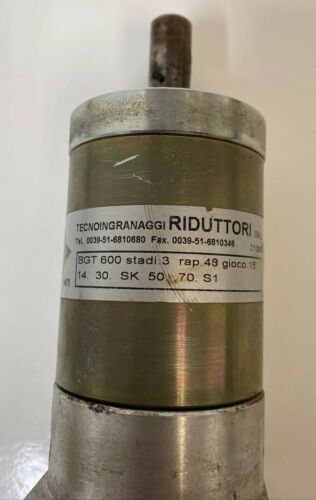 TECNOINGRANAGGI RIDUTTORI
Tel. 0039-51-6810680 Fax. 0039-51-6810346
BGT 600 stadi.3 rap.48 gioco.15
14. 30. SK 50. 70. S1